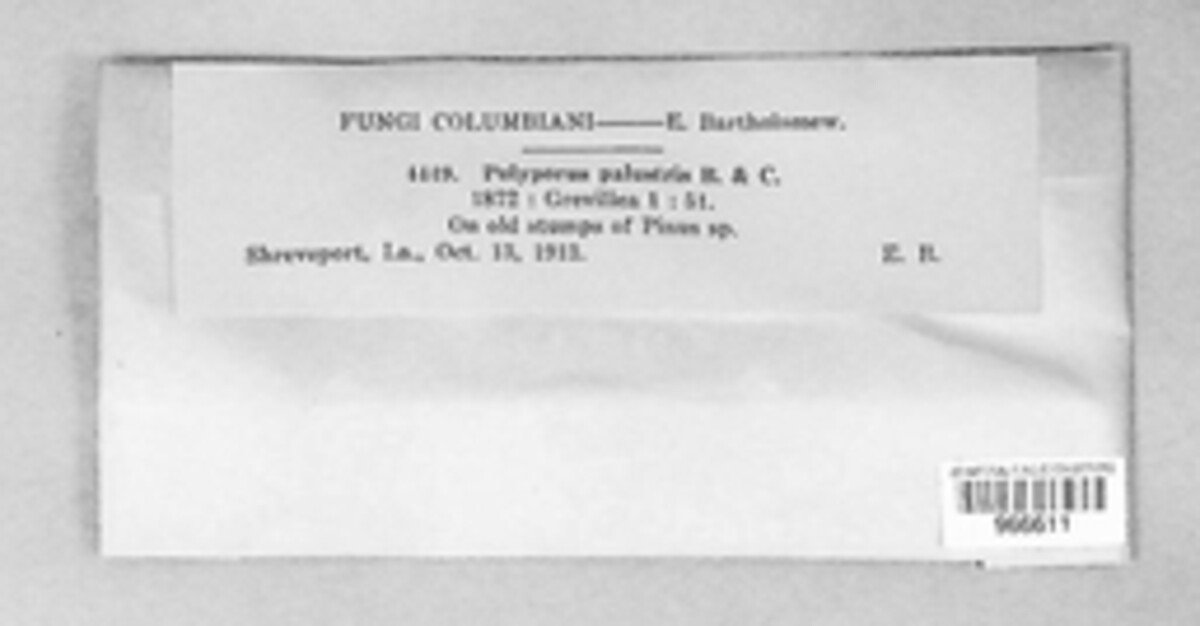 FUNGI COLUMBIANI——E. Bartholomew.
Polyporus palustris B. & C.
1872 : Grevillea 1 : 51.
On old stumps of Pinus sp.
Shreveport, La., Oct. 13, 1913.
E. B.
966611